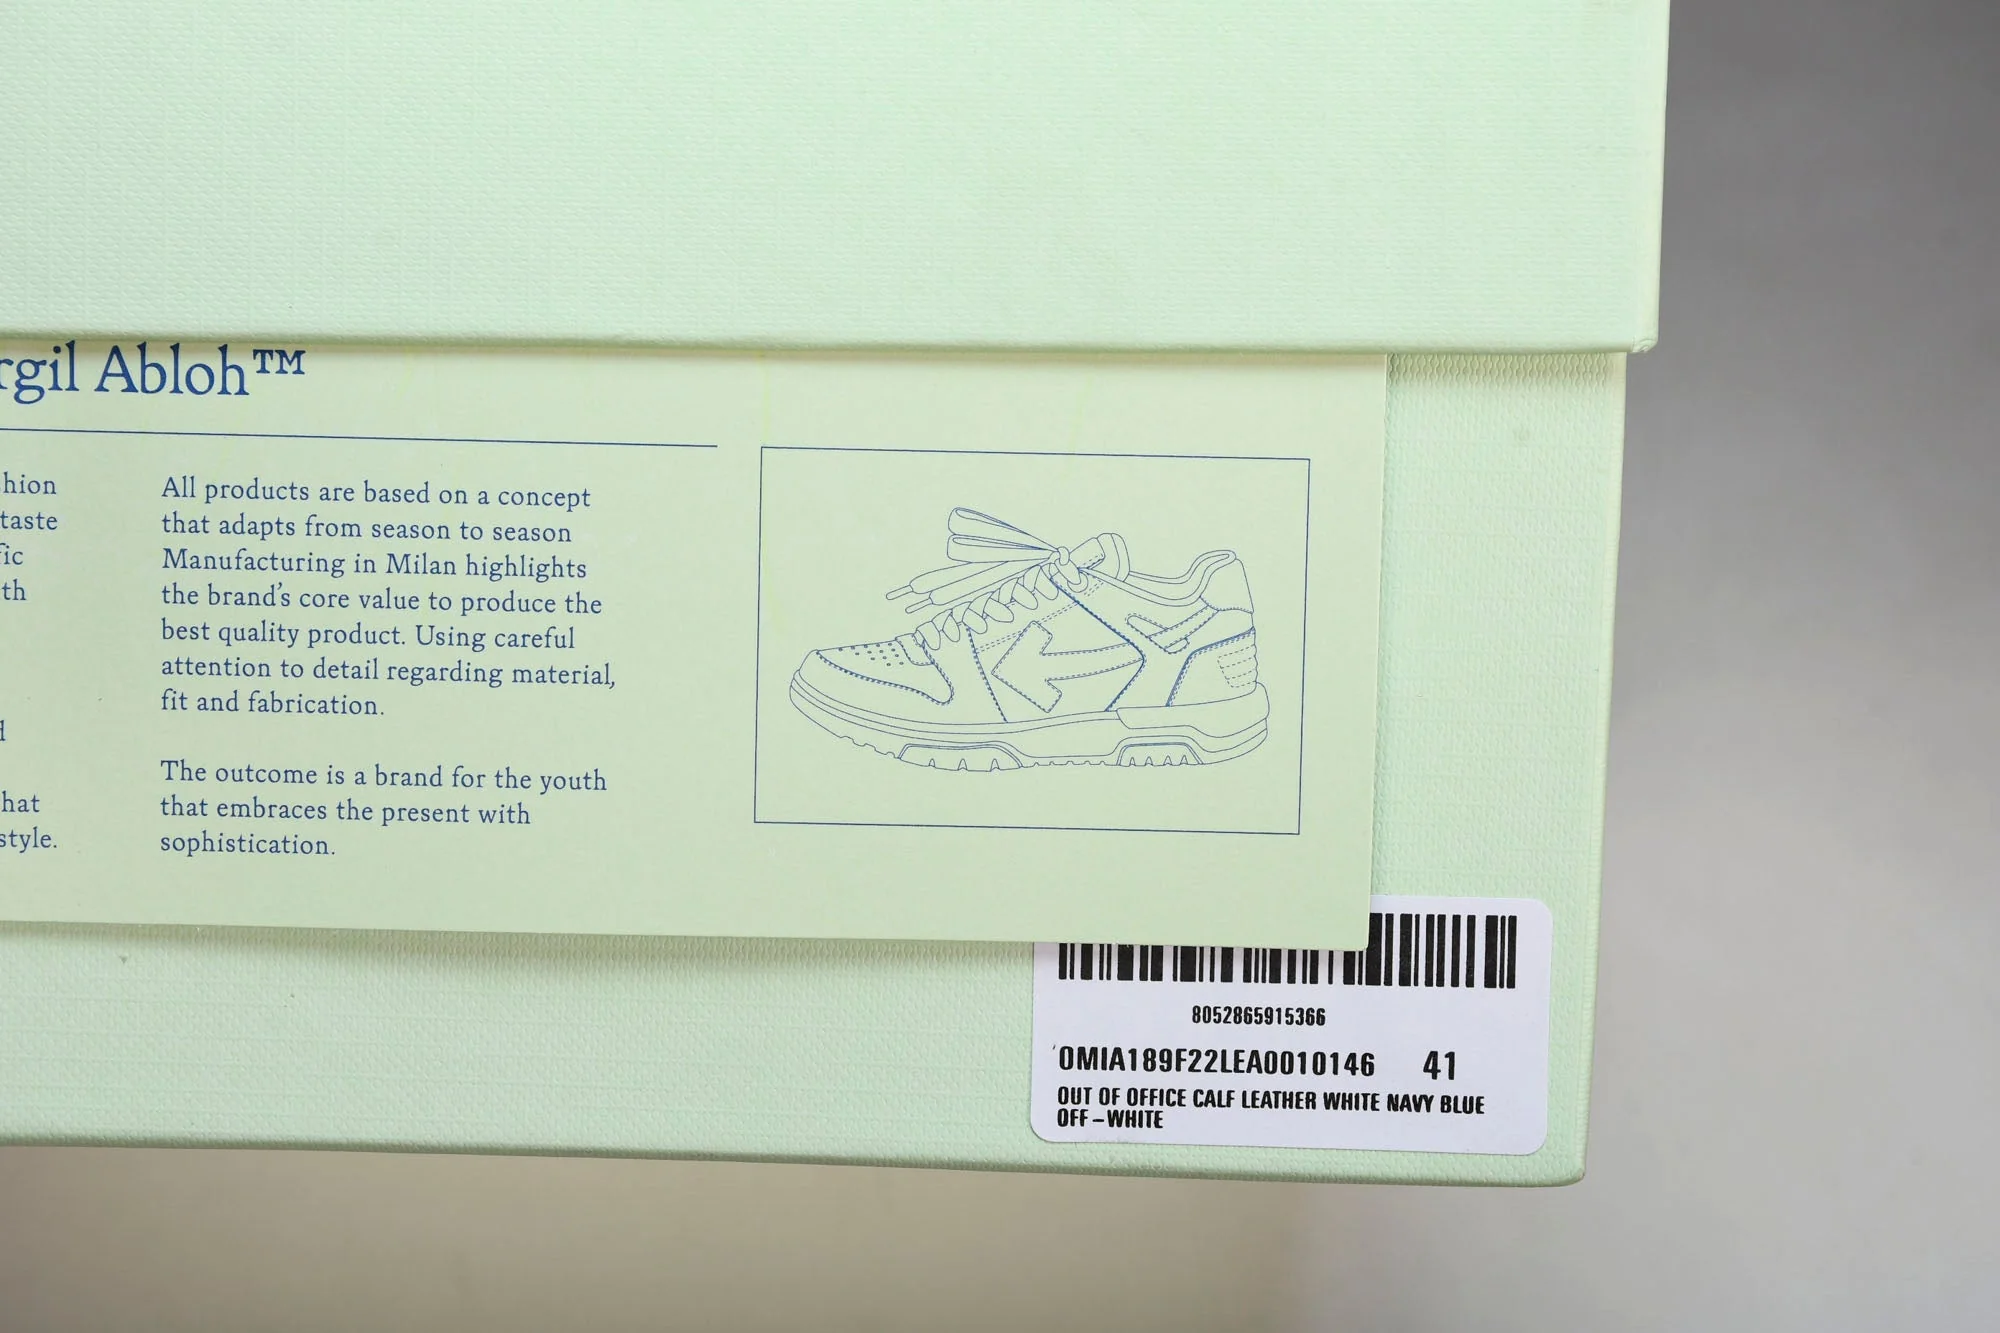 rgil Abloh™
hion
taste
fic
th
d
hat
style.
All products are based on a concept
that adapts from season to season
Manufacturing in Milan highlights
the brand's core value to produce the
best quality product. Using careful
attention to detail regarding material,
fit and fabrication.
The outcome is a brand for the youth
that embraces the present with
sophistication.
8052865915366
OMIA189F22LEA0010146 41
OUT OF OFFICE CALF LEATHER WHITE NAVY BLUE
OFF-WHITE